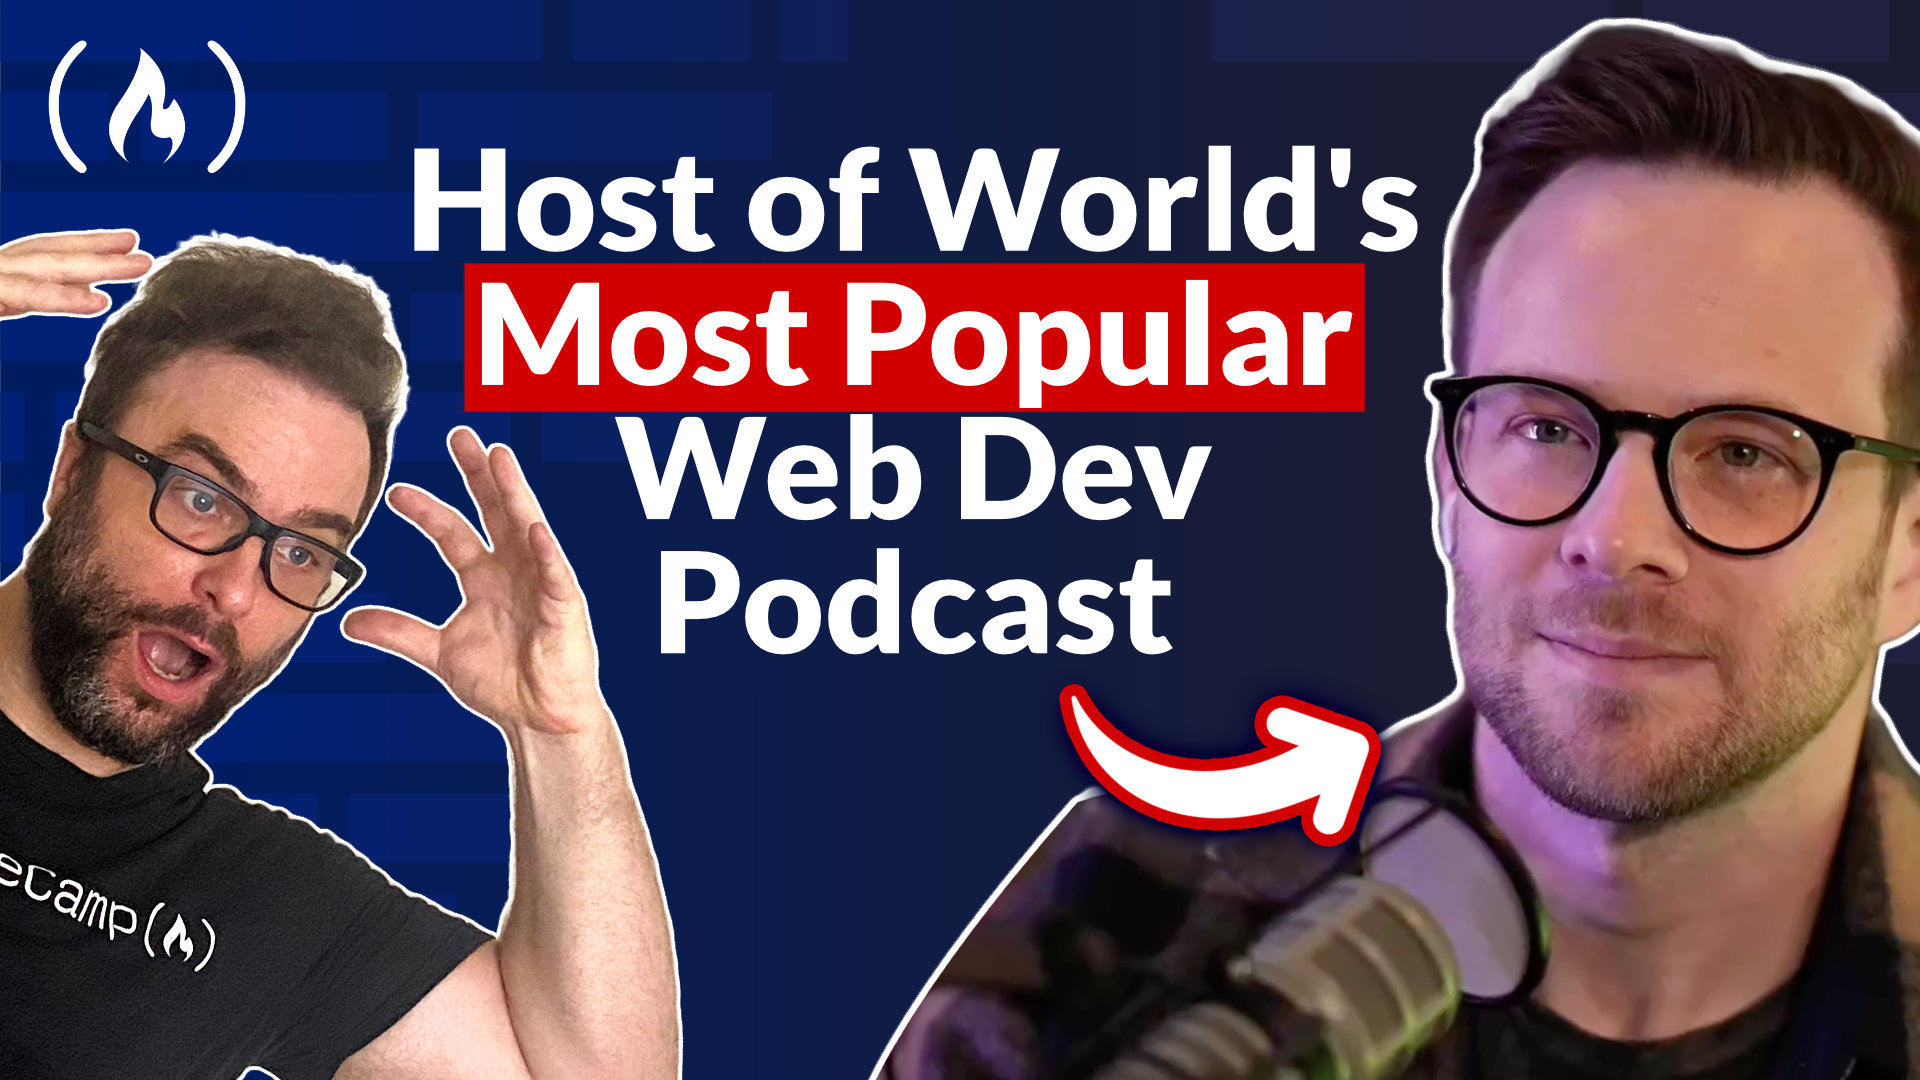 Host of World's
Most Popular
Web Dev
Podcast
ecamp(
)